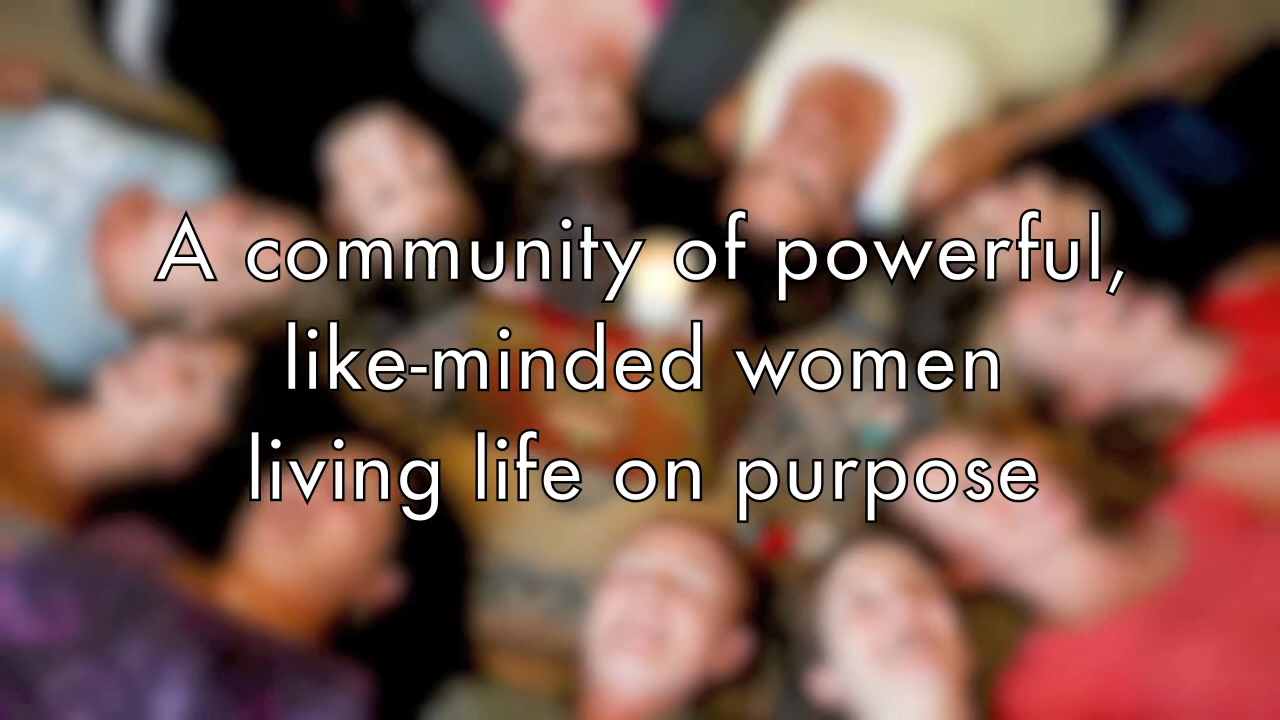 A community of powerful,
like-minded women
living life on purpose